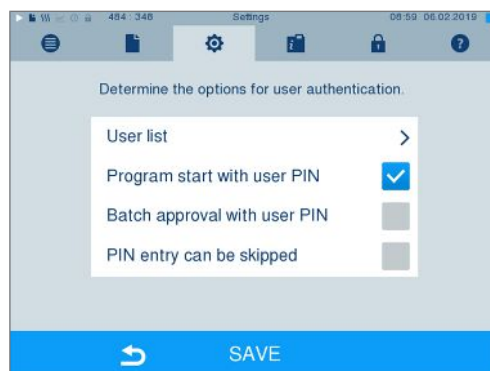 484 : 348 Settings 08:59 06.02.2019
Determine the options for user authentication.
User list
Program start with user PIN
Batch approval with user PIN
PIN entry can be skipped
SAVE